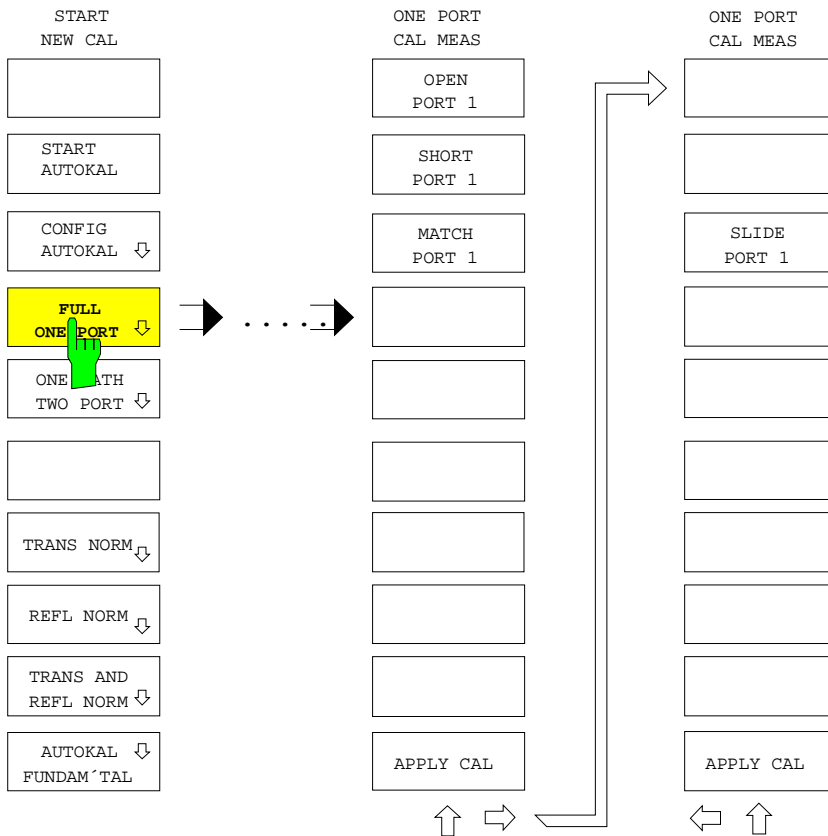 START
NEW CAL
START
AUTOKAL
CONFIG
AUTOKAL
FULL
ONE PORT
TWO PORT
TRANS NORM
REFL NORM
TRANS AND
REFL NORM
AUTOKAL
FUNDAM´TAL
. . . . .
ONE PORT
CAL MEAS
OPEN
PORT 1
SHORT
PORT 1
MATCH
PORT 1
APPLY CAL
ONE PORT
CAL MEAS
SLIDE
PORT 1
APPLY CAL